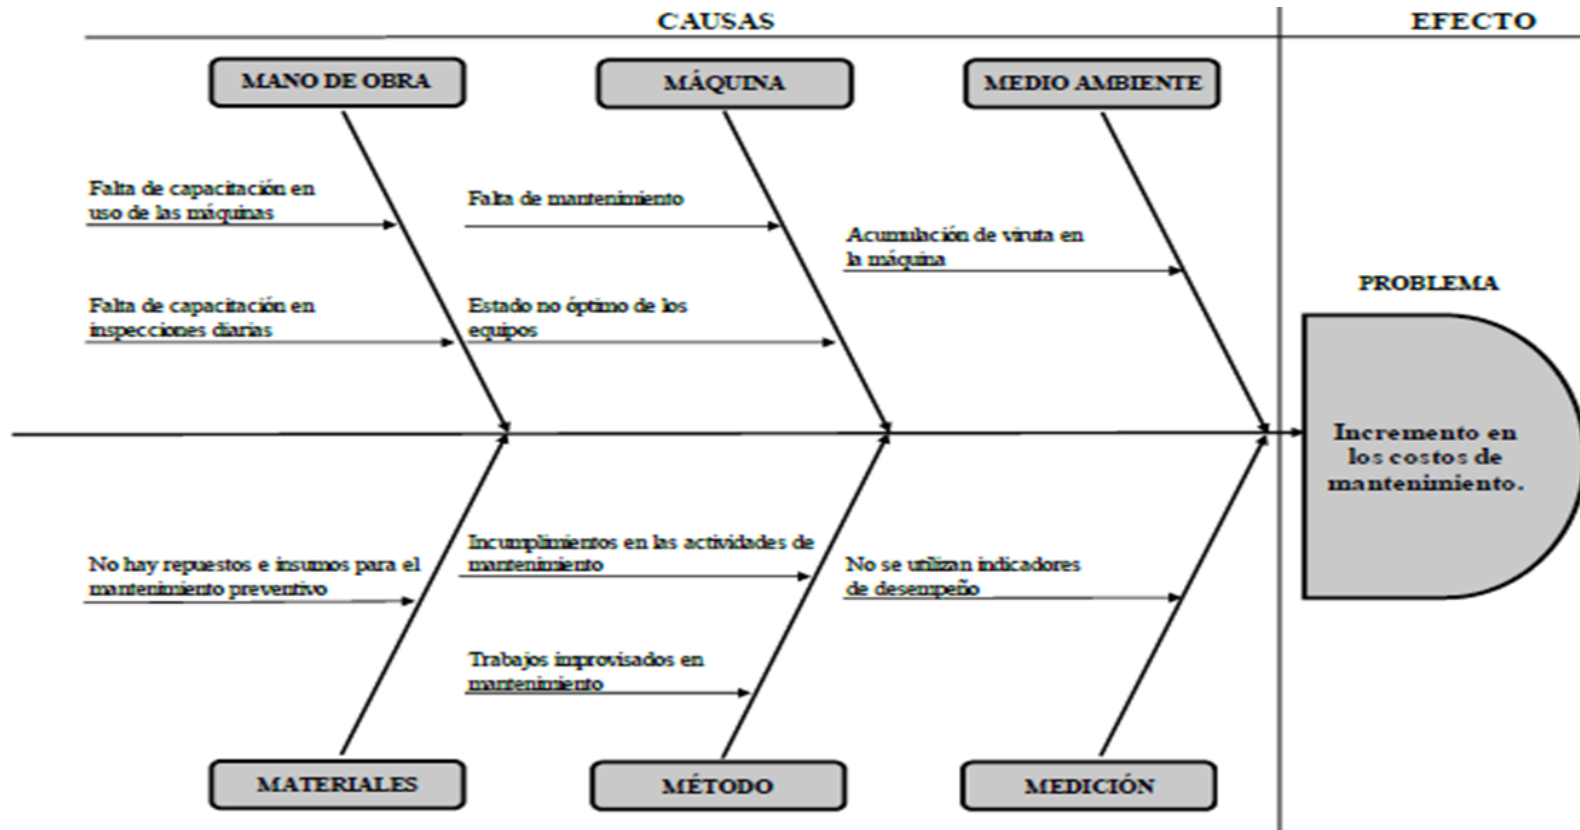 CAUSAS
EFECTO
MANO DE OBRA
MÁQUINA
MEDIO AMBIENTE
Falta de capacitación en
uso de las máquinas
Falta de mantenimiento
Acumulación de viruta en
la máquina
Falta de capacitación en
inspecciones diarias
Estado no óptimo de los
equipos
PROBLEMA
Incremento en
los costos de
mantenimiento.
No hay repuestos e insumos para el
mantenimiento preventivo
Incumplimientos en las actividades de
mantenimiento
No se utilizan indicadores
de desempeño
Trabajos improvisados en
mantenimiento
MATERIALES
MÉTODO
MEDICIÓN